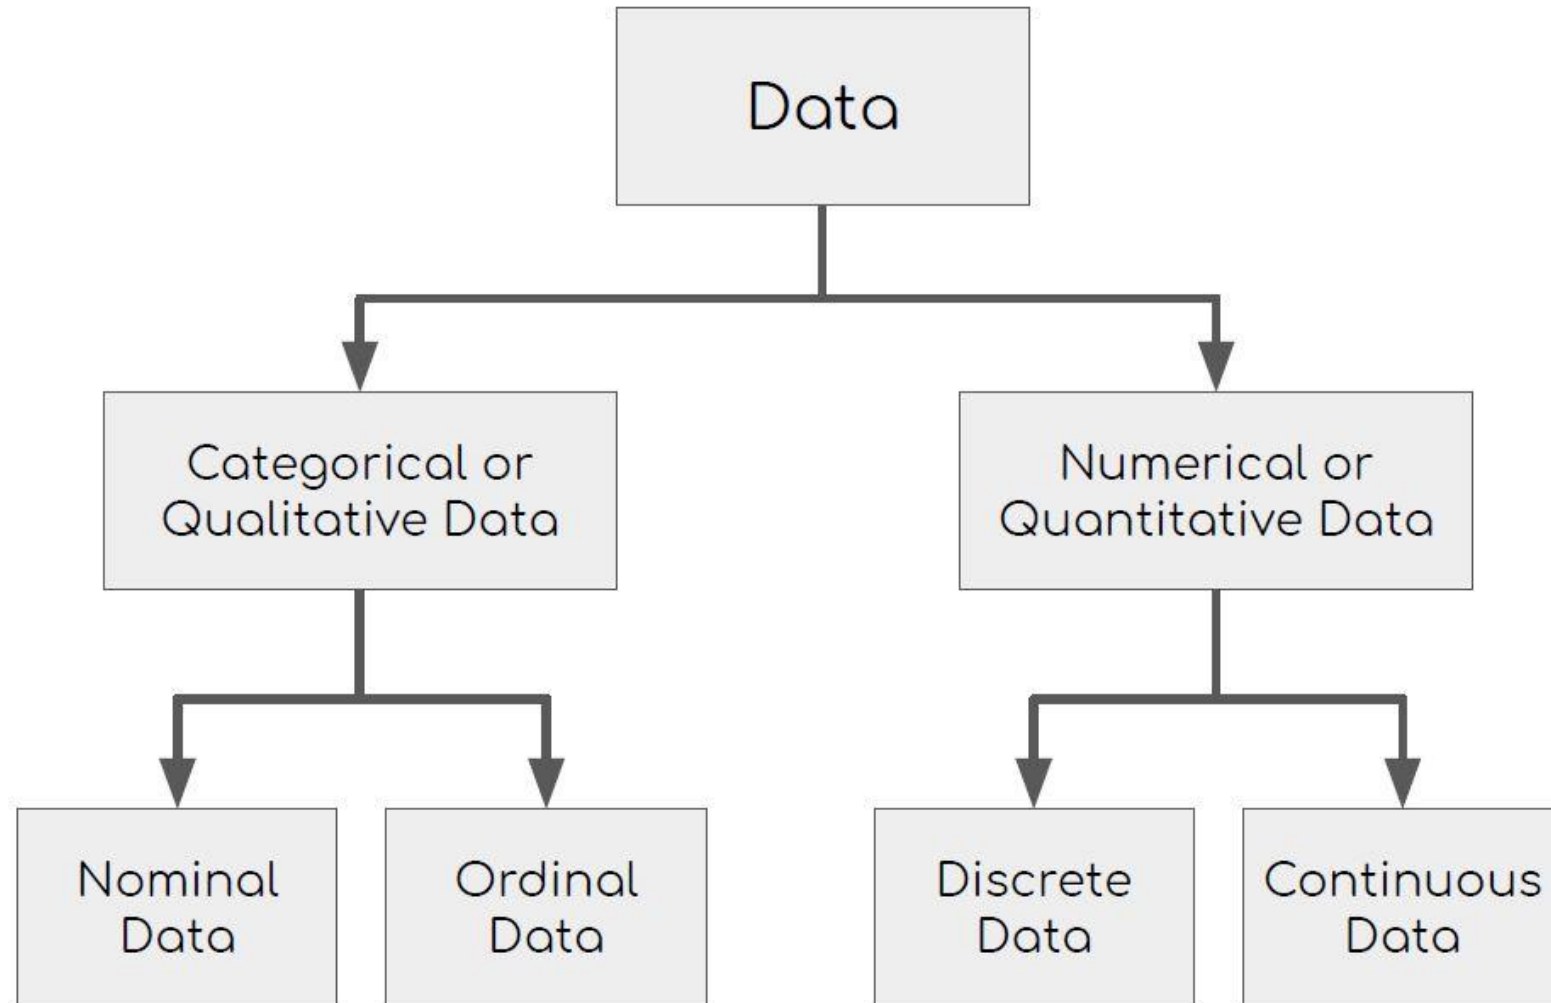 Data
Categorical or
Qualitative Data
Numerical or
Quantitative Data
Nominal
Data
Ordinal
Data
Discrete
Data
Continuous
Data